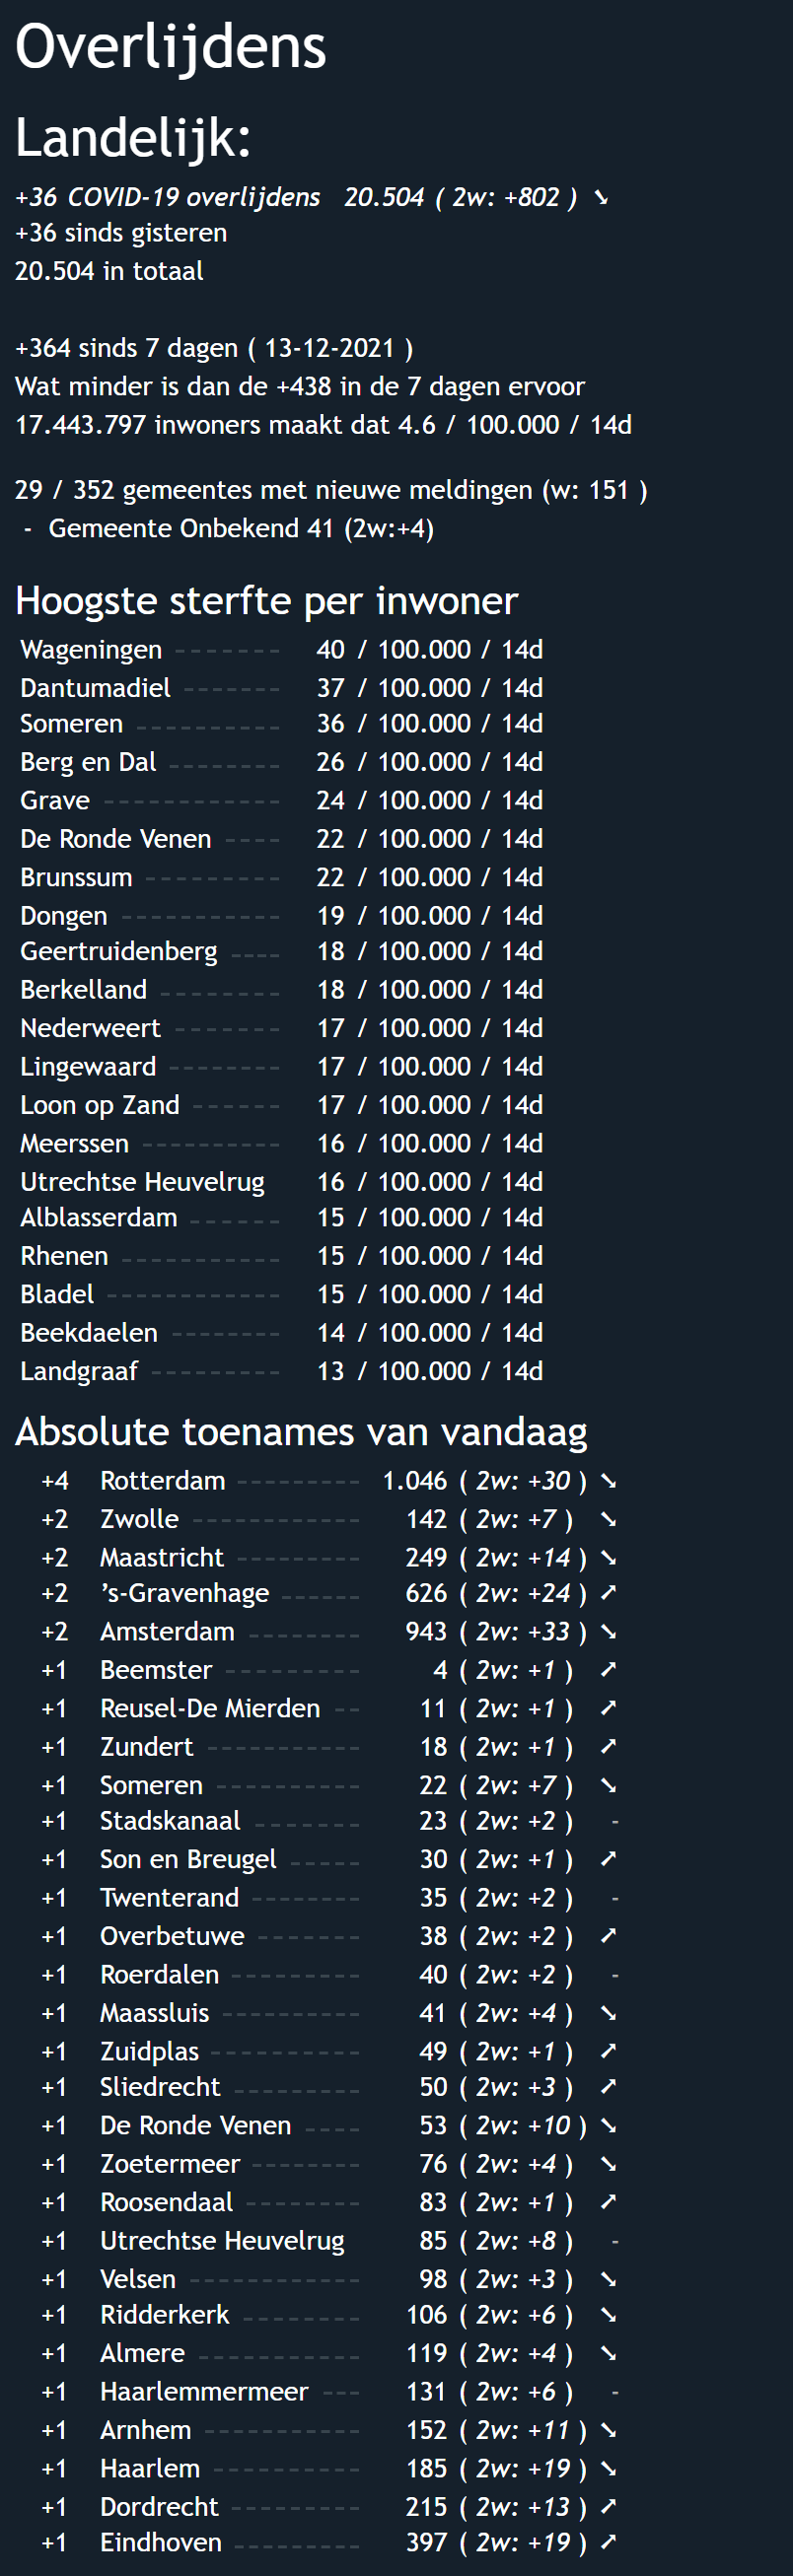 Overlijdens
Landelijk:
+36 COVID-19 overlijdens 20.504 ( 2w: +802 ) ➘
+36 sinds gisteren
20.504 in totaal
+364 sinds 7 dagen ( 13-12-2021 )
Wat minder is dan de +438 in de 7 dagen ervoor
17.443.797 inwoners maakt dat 4.6 / 100.000 / 14d
29 / 352 gemeentes met nieuwe meldingen (w: 151 )
- Gemeente Onbekend 41 (2w:+4)
Hoogste sterfte per inwoner
Wageningen ------- 40 / 100.000 / 14d
Dantumadiel ------ 37 / 100.000 / 14d
Someren --------- 36 / 100.000 / 14d
Berg en Dal ------- 26 / 100.000 / 14d
Grave ----------- 24 / 100.000 / 14d
De Ronde Venen ---- 22 / 100.000 / 14d
Brunssum --------- 22 / 100.000 / 14d
Dongen ---------- 19 / 100.000 / 14d
Geertruidenberg ---- 18 / 100.000 / 14d
Berkelland -------- 18 / 100.000 / 14d
Nederweert ------- 17 / 100.000 / 14d
Lingewaard ------- 17 / 100.000 / 14d
Loon op Zand ------ 17 / 100.000 / 14d
Meerssen --------- 16 / 100.000 / 14d
Utrechtse Heuvelrug 16 / 100.000 / 14d
Alblasserdam ------ 15 / 100.000 / 14d
Rhenen ---------- 15 / 100.000 / 14d
Bladel ----------- 15 / 100.000 / 14d
Beekdaelen ------- 14 / 100.000 / 14d
Landgraaf -------- 13 / 100.000 / 14d
Absolute toenames van vandaag
+4 Rotterdam -------- 1.046 ( 2w: +30 ) ➘
+2 Zwolle ----------- 142 ( 2w: +7 ) ➘
+2 Maastricht -------- 249 ( 2w: +14 ) ➘
+2 ’s-Gravenhage ----- 626 ( 2w: +24 ) ➚
+2 Amsterdam ------- 943 ( 2w: +33 ) ➘
+1 Beemster --------- 4 ( 2w: +1 ) ➚
+1 Reusel-De Mierden -- 11 ( 2w: +1 ) ➚
+1 Zundert ---------- 18 ( 2w: +1 ) ➚
+1 Someren --------- 22 ( 2w: +7 ) ➘
+1 Stadskanaal ------- 23 ( 2w: +2 ) -
+1 Son en Breugel ----- 30 ( 2w: +1 ) ➚
+1 Twenterand ------- 35 ( 2w: +2 ) -
+1 Overbetuwe ------- 38 ( 2w: +2 ) ➚
+1 Roerdalen -------- 40 ( 2w: +2 ) -
+1 Maassluis --------- 41 ( 2w: +4 ) ➘
+1 Zuidplas ---------- 49 ( 2w: +1 ) ➚
+1 Sliedrecht -------- 50 ( 2w: +3 ) ➚
+1 De Ronde Venen ---- 53 ( 2w: +10 ) ➘
+1 Zoetermeer ------- 76 ( 2w: +4 ) ➘
+1 Roosendaal -------- 83 ( 2w: +1 ) ➚
+1 Utrechtse Heuvelrug 85 ( 2w: +8 ) -
+1 Velsen ----------- 98 ( 2w: +3 ) ➘
+1 Ridderkerk -------- 106 ( 2w: +6 ) ➘
+1 Almere ---------- 119 ( 2w: +4 ) ➘
+1 Haarlemmermeer --- 131 ( 2w: +6 ) -
+1 Arnhem ---------- 152 ( 2w: +11 ) ➘
+1 Haarlem ---------- 185 ( 2w: +19 ) ➘
+1 Dordrecht -------- 215 ( 2w: +13 ) ➚
+1 Eindhoven -------- 397 ( 2w: +19 ) ➚